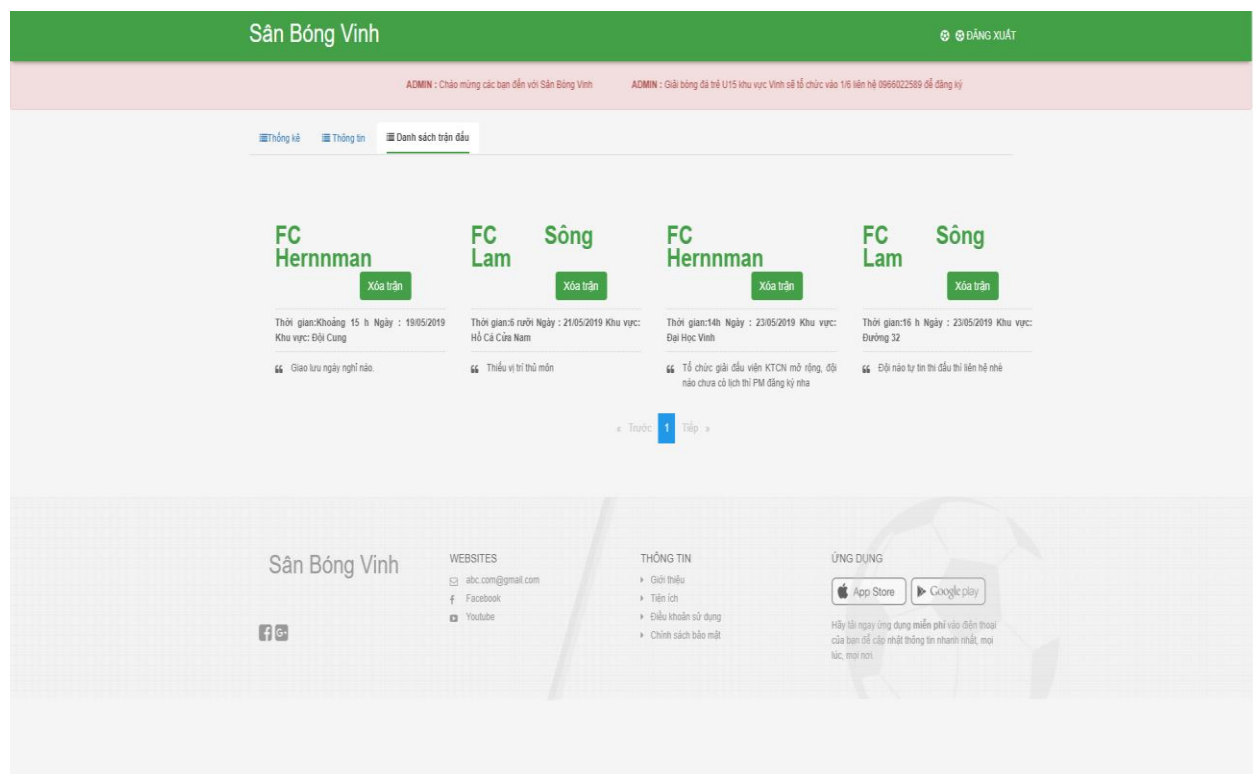 Sân Bóng Vinh
ĐĂNG XUẤT
ADMIN : Chào mừng các bạn đến với Sân Bóng Vinh
ADMIN : Giải bóng đá trẻ U15 khu vực Vinh sẽ tổ chức vào 1/6 liên hệ 0966022589 để đăng ký
Thống kê
Thông tin
Danh sách trận đấu
FC
Hernnman
Xóa trận
Thời gian:Khoảng 15 h Ngày : 19/05/2019
Khu vực: Đội Cung
Giao lưu ngày nghỉ nào.
FC Sông
Lam
Xóa trận
Thời gian:6 rưỡi Ngày : 21/05/2019 Khu vực:
Hồ Cá Cửa Nam
Thiếu vị trí thủ môn
FC
Hernnman
Xóa trận
Thời gian:14h Ngày : 23/05/2019 Khu vực:
Đại Học Vinh
Tổ chức giải đấu viện KTCN mở rộng, đội
nào chưa có lịch thì PM đăng ký nha
FC Sông
Lam
Xóa trận
Thời gian:16 h Ngày : 23/05/2019 Khu vực:
Đường 32
Đội nào tự tin thi đấu thì liên hệ nhé
« Trước 1 Tiếp »
Sân Bóng Vinh
WEBSITES
abc.com@gmail.com
Facebook
Youtube
THÔNG TIN
Giới thiệu
Tiện ích
Điều khoản sử dụng
Chính sách bảo mật
ỨNG DỤNG
App Store
Google play
Hãy tải ngay ứng dụng miễn phí vào điện thoại
của bạn để cập nhật thông tin nhanh nhất, mọi
lúc, mọi nơi.